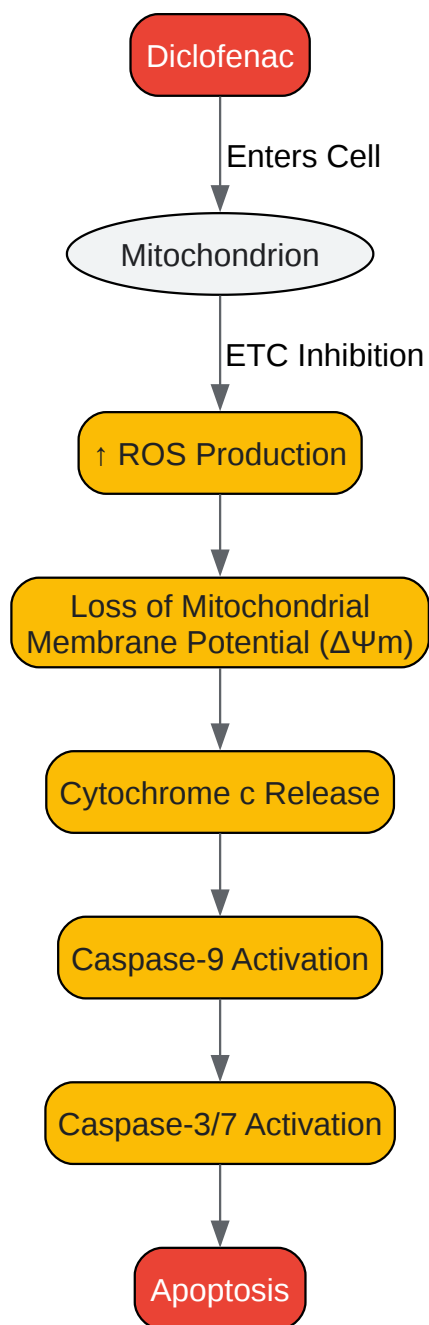 Diclofenac
Enters Cell
Mitochondrion
ETC Inhibition
↑ ROS Production
Loss of Mitochondrial
Membrane Potential (ΔΨm)
Cytochrome c Release
Caspase-9 Activation
Caspase-3/7 Activation
Apoptosis